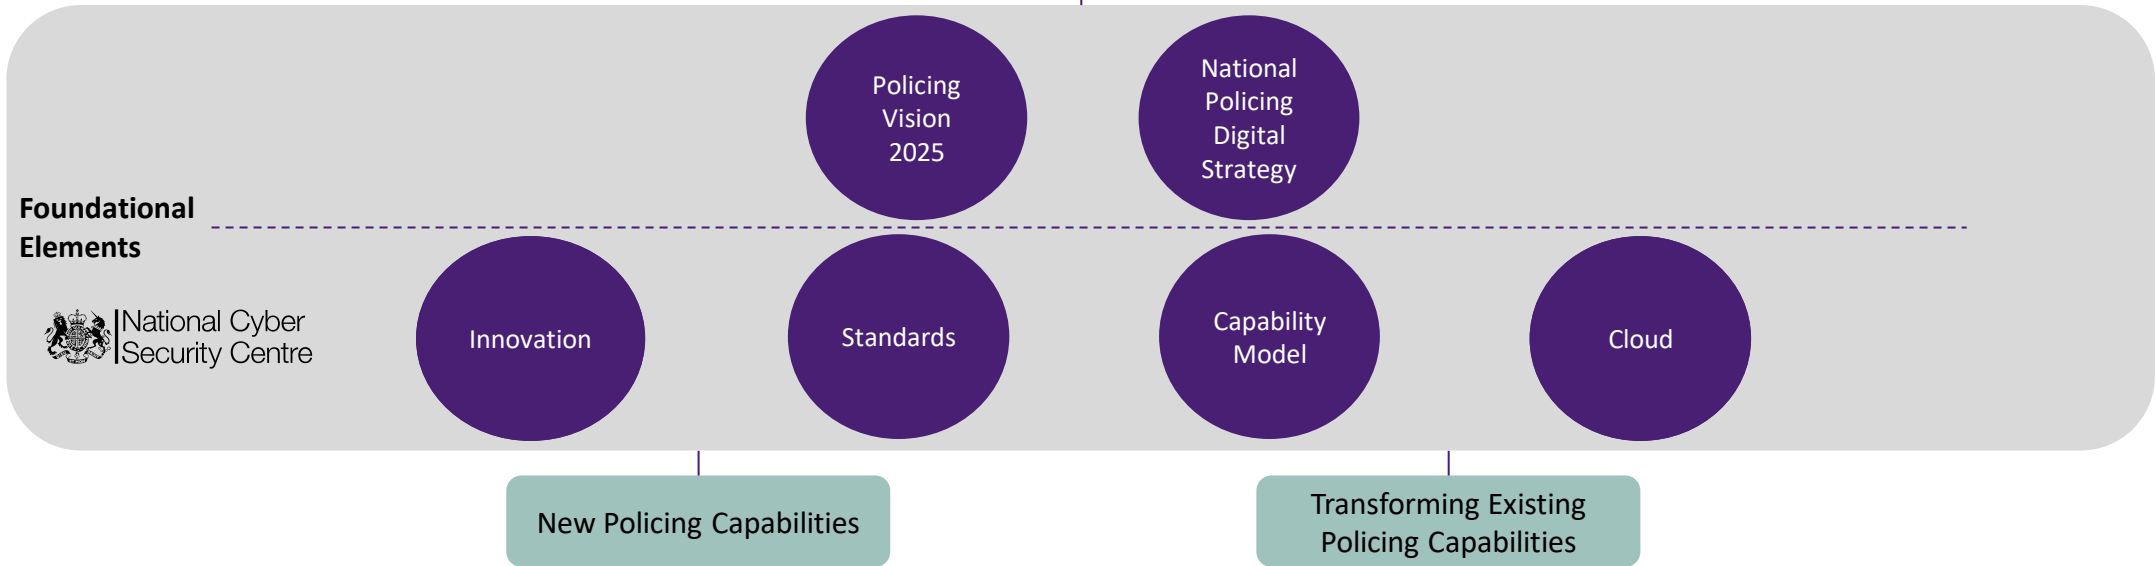 Policing
Vision
2025
National
Policing
Digital
Strategy
Foundational
Elements
National Cyber
Security Centre
Innovation
Standards
Capability
Model
Cloud
New Policing Capabilities
Transforming Existing
Policing Capabilities